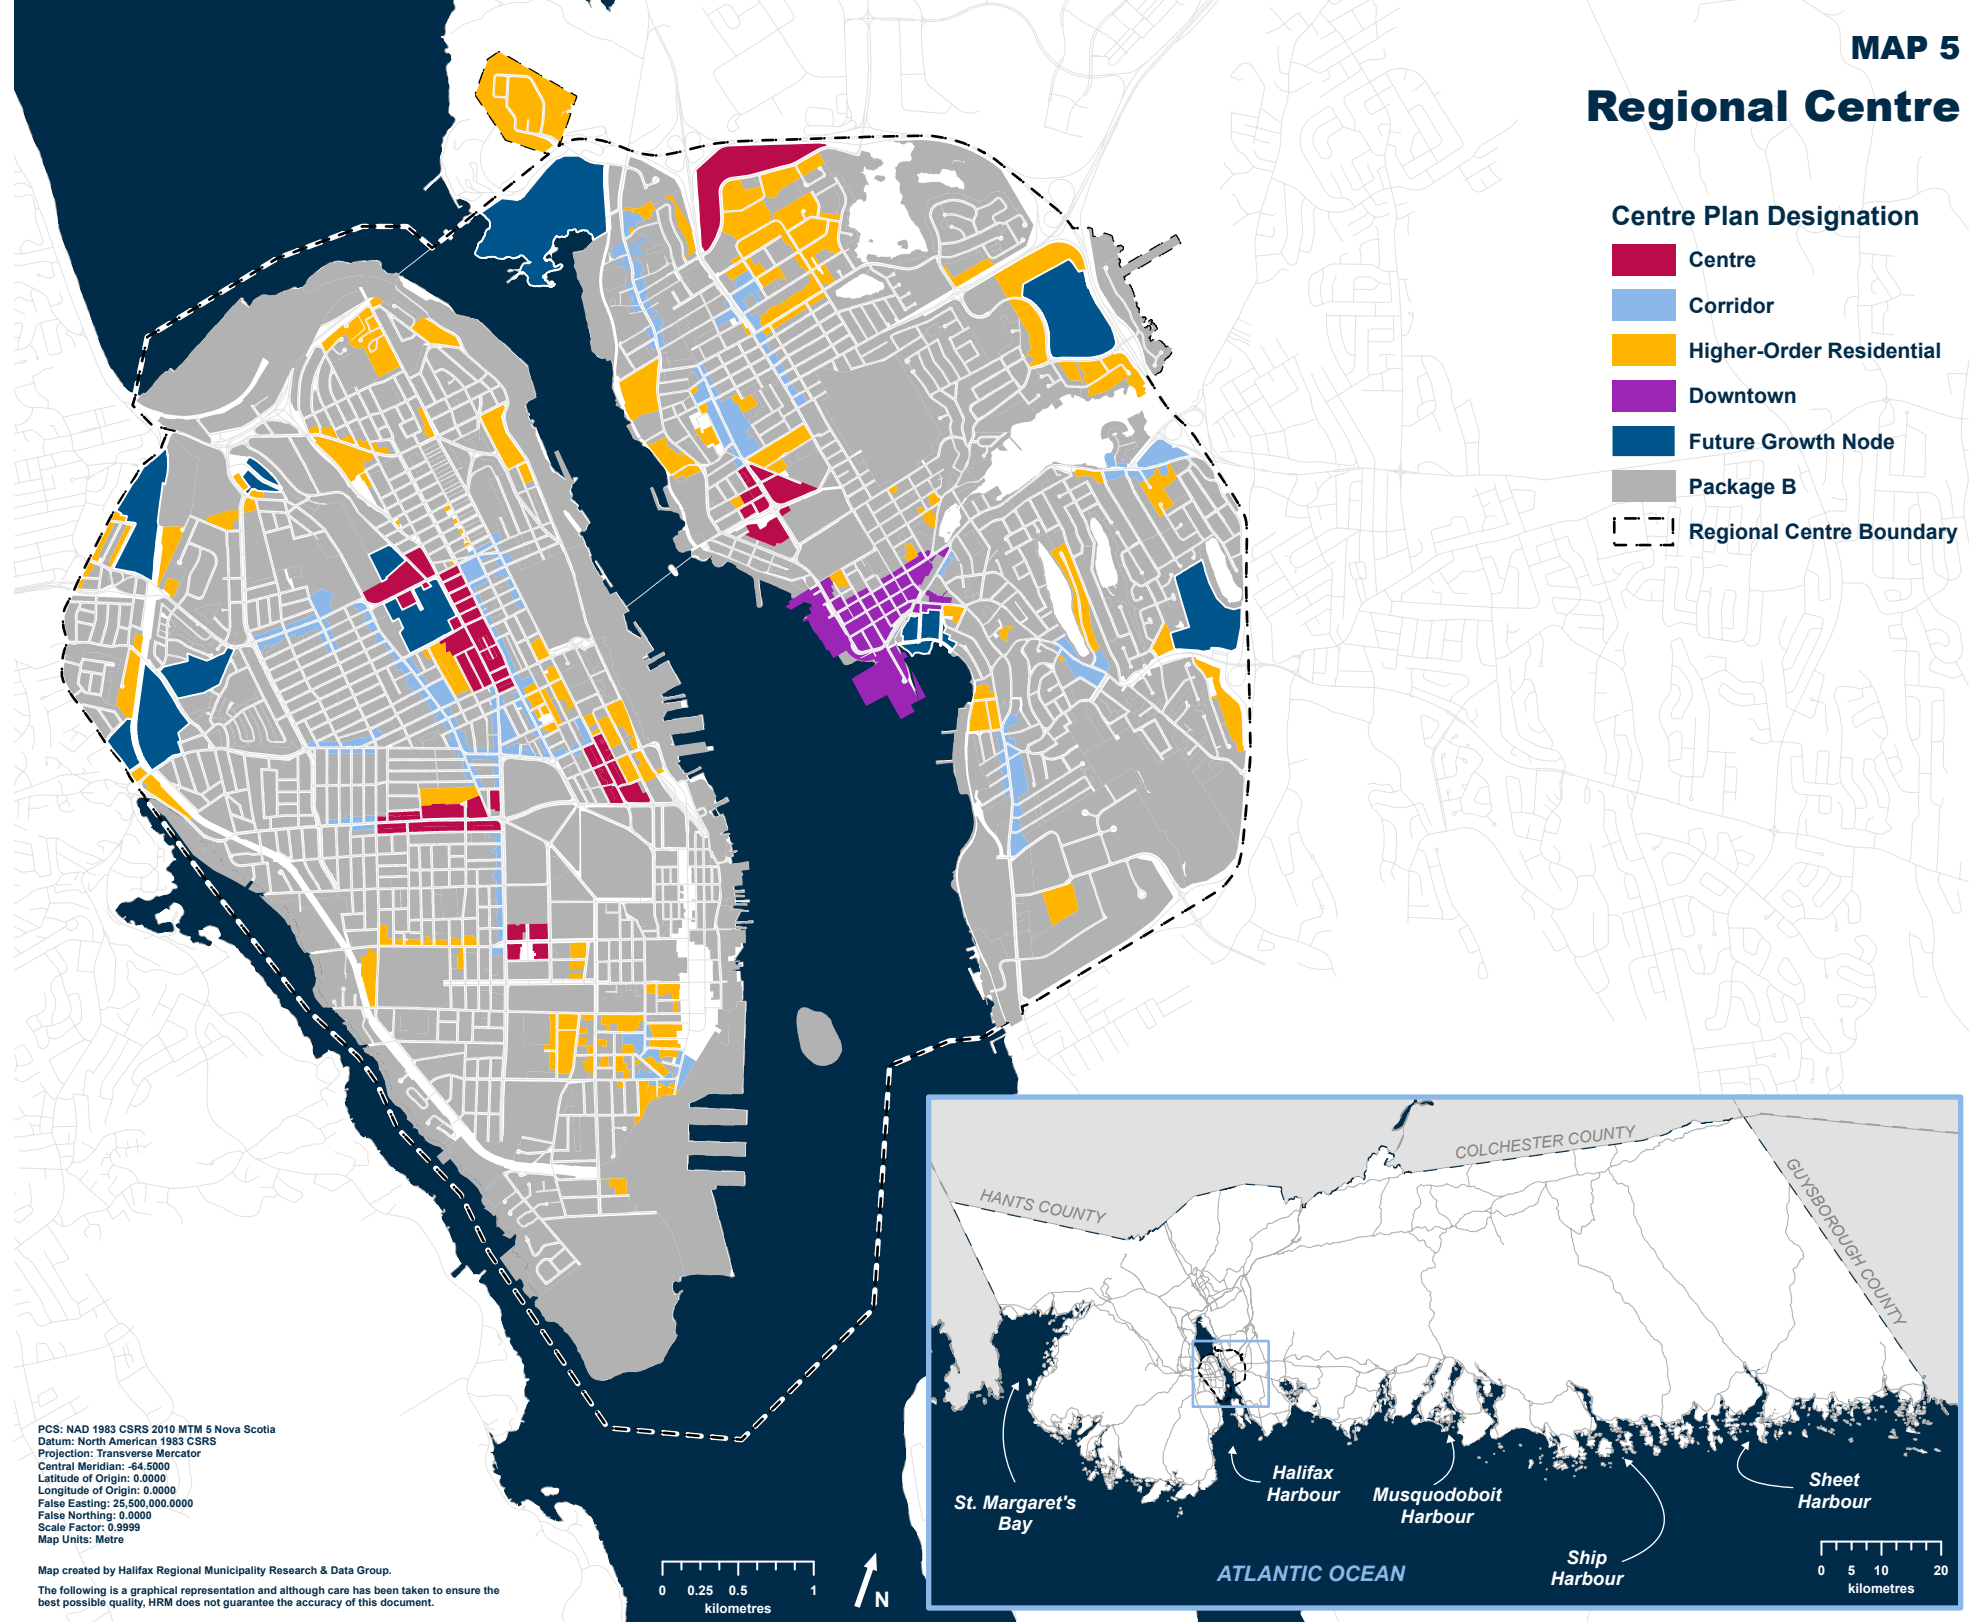 MAP 5
Regional Centre
Centre Plan Designation
Centre
Corridor
Higher-Order Residential
Downtown
Future Growth Node
Package B
Regional Centre Boundary
COLCHESTER COUNTY
HANTS COUNTY
GUYSBOROUGH COUNTY
St. Margaret's
Bay
Halifax
Harbour
Musquodoboit
Harbour
Ship
Harbour
Sheet
Harbour
ATLANTIC OCEAN
0 5 10 20
kilometres
PCS: NAD 1983 CSRS 2010 MTM 5 Nova Scotia
Datum: North American 1983 CSRS
Projection: Transverse Mercator
Central Meridian: -64.5000
Latitude of Origin: 0.0000
Longitude of Origin: 0.0000
False Easting: 25,500,000.0000
False Northing: 0.0000
Scale Factor: 0.9999
Map Units: Metre
Map created by Halifax Regional Municipality Research & Data Group.
The following is a graphical representation and although care has been taken to ensure the
best possible quality, HRM does not guarantee the accuracy of this document.
0 0.25 0.5 1
kilometres
N